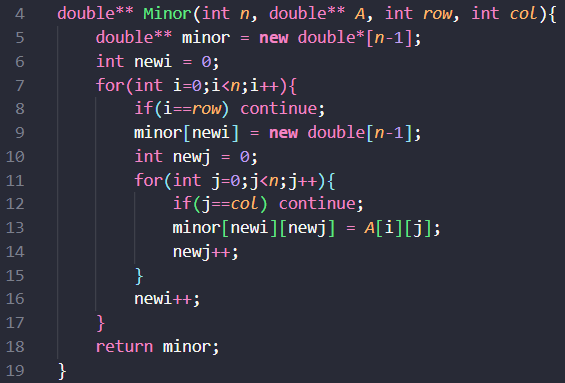 4 double** Minor(int n, double** A, int row, int col){
5     double** minor = new double*[n-1];
6     int newi = 0;
7     for(int i=0;i<n;i++){
8         if(i==row) continue;
9         minor[newi] = new double[n-1];
10         int newj = 0;
11         for(int j=0;j<n;j++){
12             if(j==col) continue;
13             minor[newi][newj] = A[i][j];
14             newj++;
15         }
16         newi++;
17     }
18     return minor;
19 }